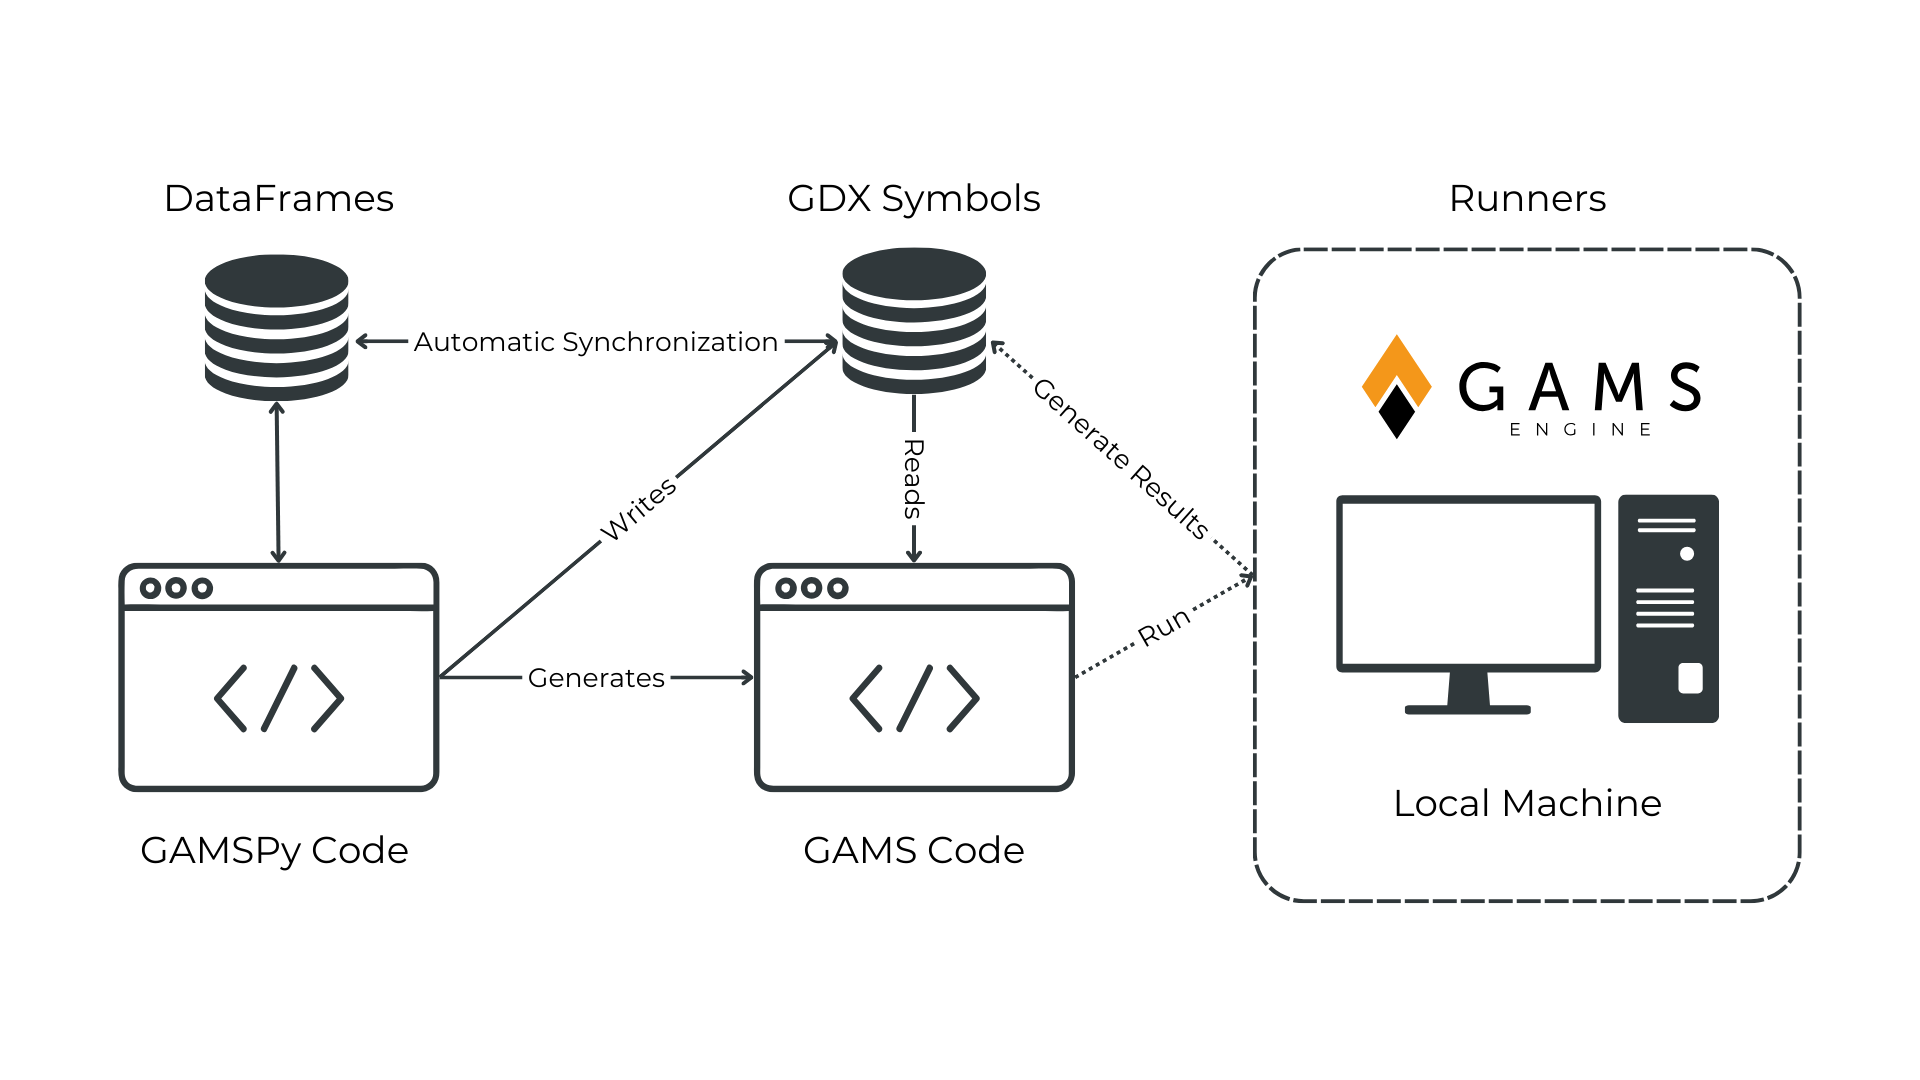 DataFrames
GDX Symbols
Runners
Automatic Synchronization
Generate Results
GAMS
ENGINE
Reads
Writes
Run
Generates
Local Machine
GAMSPy Code
GAMS Code